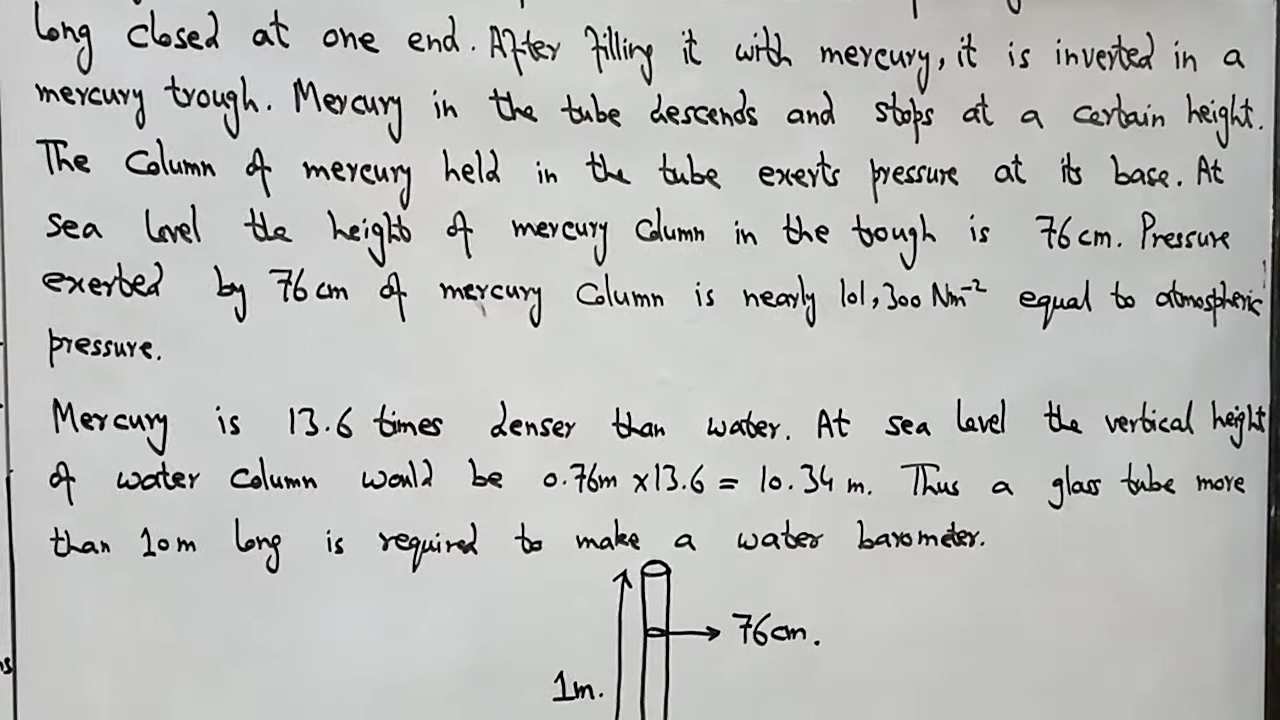 long closed at one end. After filling it with mercury, it is inverted in a
mercury trough. Mercury in the tube descends and stops at a certain height.
The Column of mercury held in the tube exerts pressure at its base. At
sea level the height of mercury Column in the trough is 76 cm. Pressure
exerted by 76 cm of mercury Column is nearly 101,300 Nm⁻² equal to atmospheric
pressure.
Mercury is 13.6 times denser than water. At sea level the vertical height
of water Column would be 0.76m x13.6 = 10.34 m. Thus a glass tube more
than 10m long is required to make a water barometer.
76cm.
1m.